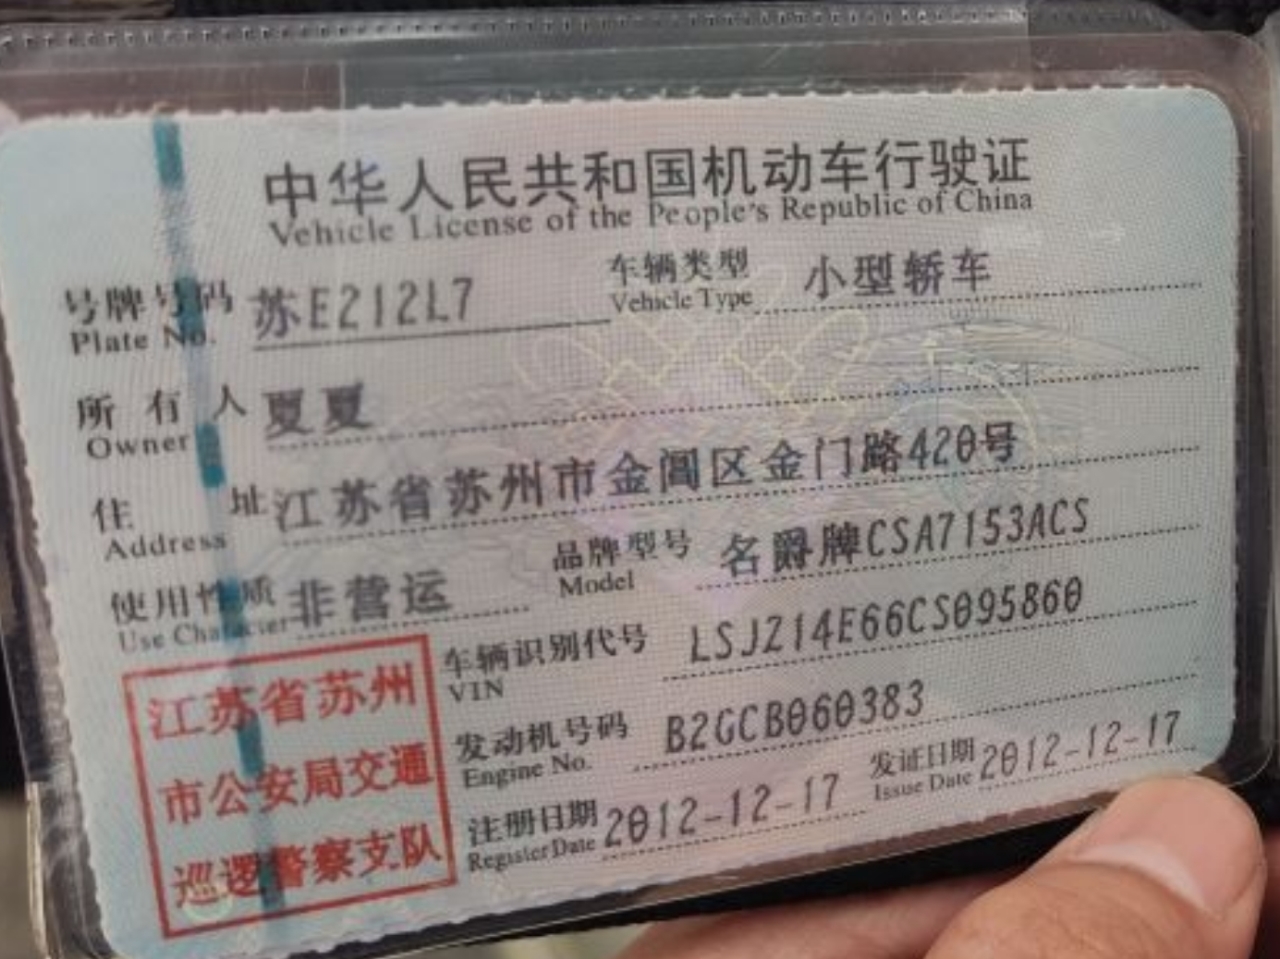 中华人民共和国机动车行驶证
Vehicle License of the People's Republic of China
号牌号码 苏E212L7 车辆类型 小型轿车
Plate No. Vehicle Type
所有人 夏夏
Owner
住址 江苏省苏州市金阊区金门路420号
Address
使用性质 非营运 品牌型号 名爵牌CSA7153ACS
Use Character Model
车辆识别代号 LSJZ14E66CS095860
VIN
发动机号码 B2GCB060383
Engine No.
注册日期 2012-12-17 发证日期 2012-12-17
Register Date Issue Date
江苏省苏州
市公安局交通
巡逻警察支队